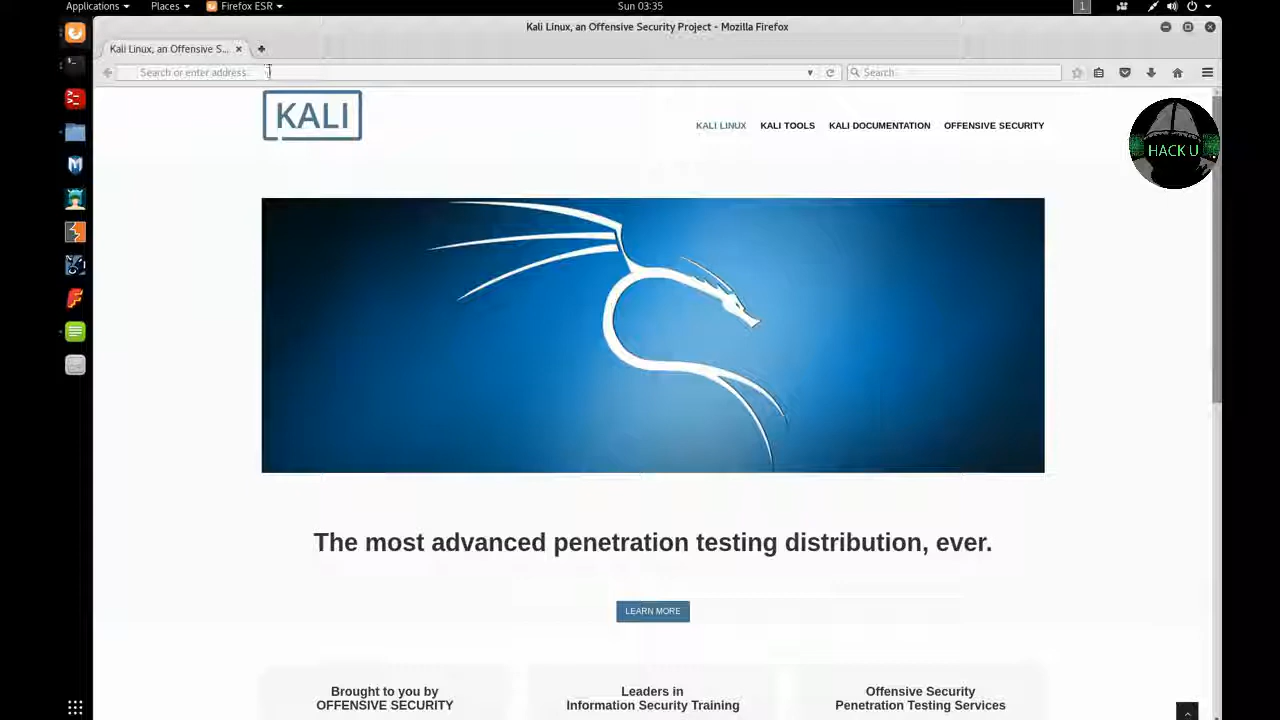 Applications Places Firefox ESR Sun 03:35 1
Kali Linux, an Offensive Security Project - Mozilla Firefox
Kali Linux, an Offensive S...
Search or enter address
Search
KALI
KALI LINUX KALI TOOLS KALI DOCUMENTATION OFFENSIVE SECURITY
HACK U
The most advanced penetration testing distribution, ever.
LEARN MORE
Brought to you by
OFFENSIVE SECURITY
Leaders in
Information Security Training
Offensive Security
Penetration Testing Services